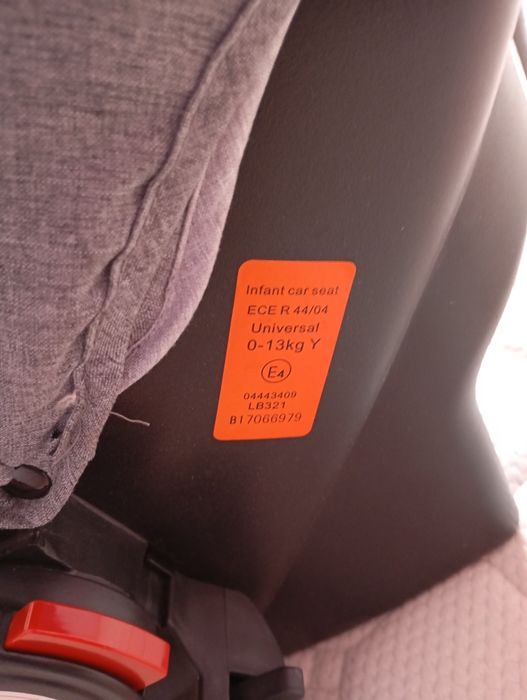 Infant car seat
ECE R 44/04
Universal
0-13kg Y
E4
04443409
LB321
B17066979